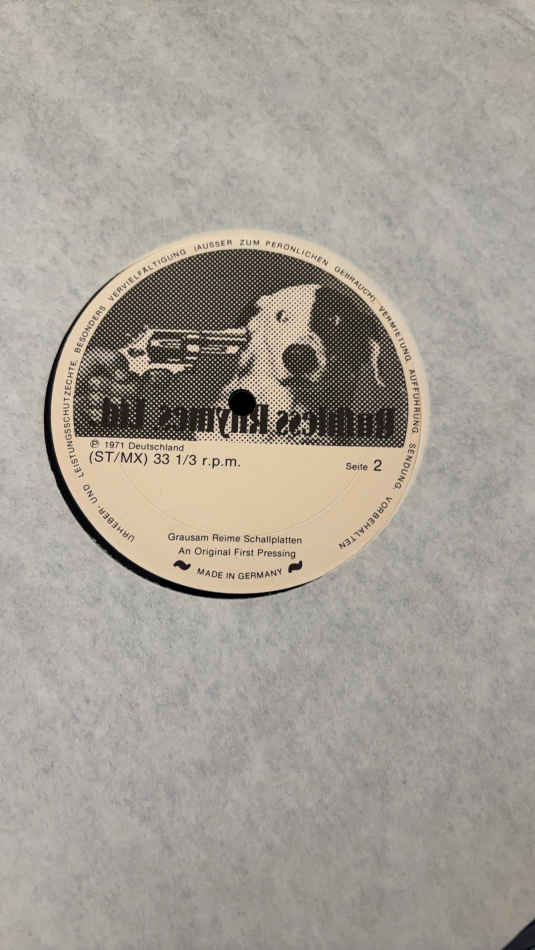 URHEBER- UND LEISTUNGSSCHUTZECHTE, BESONDERS VERVIELFÄLTIGUNG (AUSSER ZUM PERÖNLICHEN GEBRAUCH), VERMIETUNG, AUFFÜHRUNG, SENDUNG, VORBEHALTEN
Ruthless Rhymes, Ltd.
℗ 1971 Deutschland
(ST/MX) 33 1/3 r.p.m.
Seite 2
Grausam Reime Schallplatten
An Original First Pressing
MADE IN GERMANY